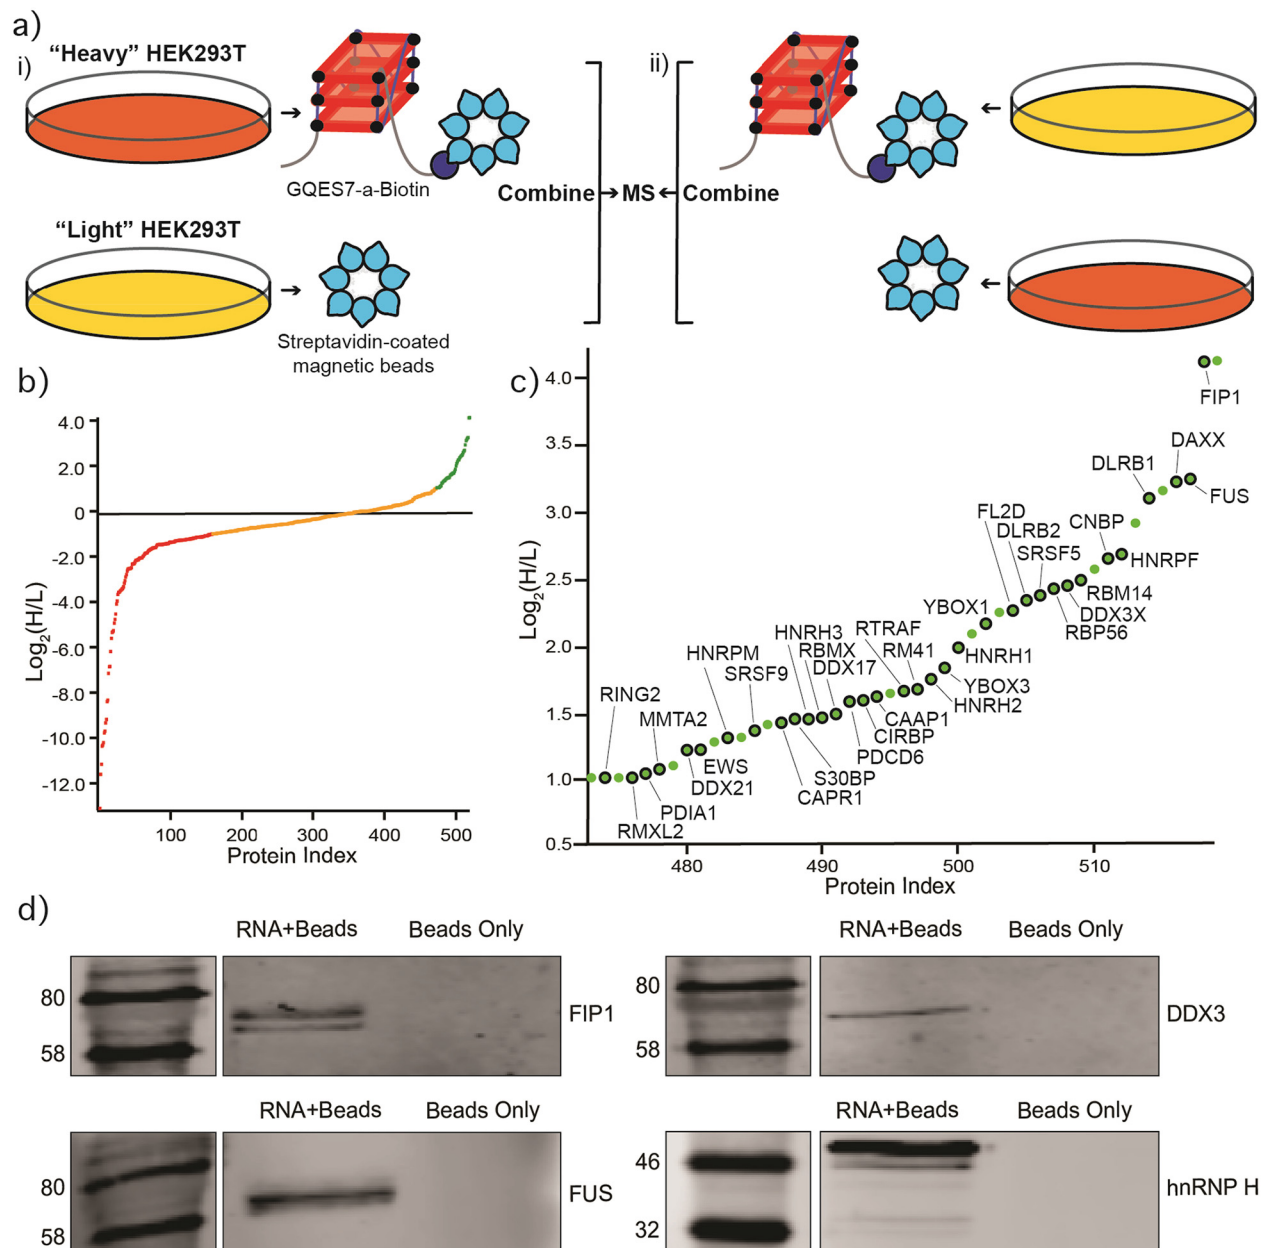 a)
i)
"Heavy" HEK293T
GQES7-a-Biotin
"Light" HEK293T
Streptavidin-coated
magnetic beads
Combine
MS
Combine
ii)
b)
4.0
2.0
0
-2.0
-4.0
-6.0
-8.0
-10.0
-12.0
Log2(H/L)
100
200
300
400
500
Protein Index
c)
4.0
3.5
3.0
2.5
2.0
1.5
1.0
0.5
Log2(H/L)
480
490
500
510
Protein Index
FIP1
DAXX
DLRB1
FUS
CNBP
HNRPF
FL2D
DLRB2
SRSF5
RBM14
DDX3X
RBP56
YBOX1
HNRH1
YBOX3
HNRH2
RTRAF
RM41
HNRH3
RBMX
DDX17
CAAP1
CIRBP
PDCD6
S30BP
CAPR1
HNRPM
SRSF9
RING2
MMTA2
EWS
DDX21
PDIA1
RMXL2
d)
RNA+Beads
Beads Only
80
58
FIP1
RNA+Beads
Beads Only
80
58
DDX3
RNA+Beads
Beads Only
80
58
FUS
RNA+Beads
Beads Only
46
32
hnRNP H